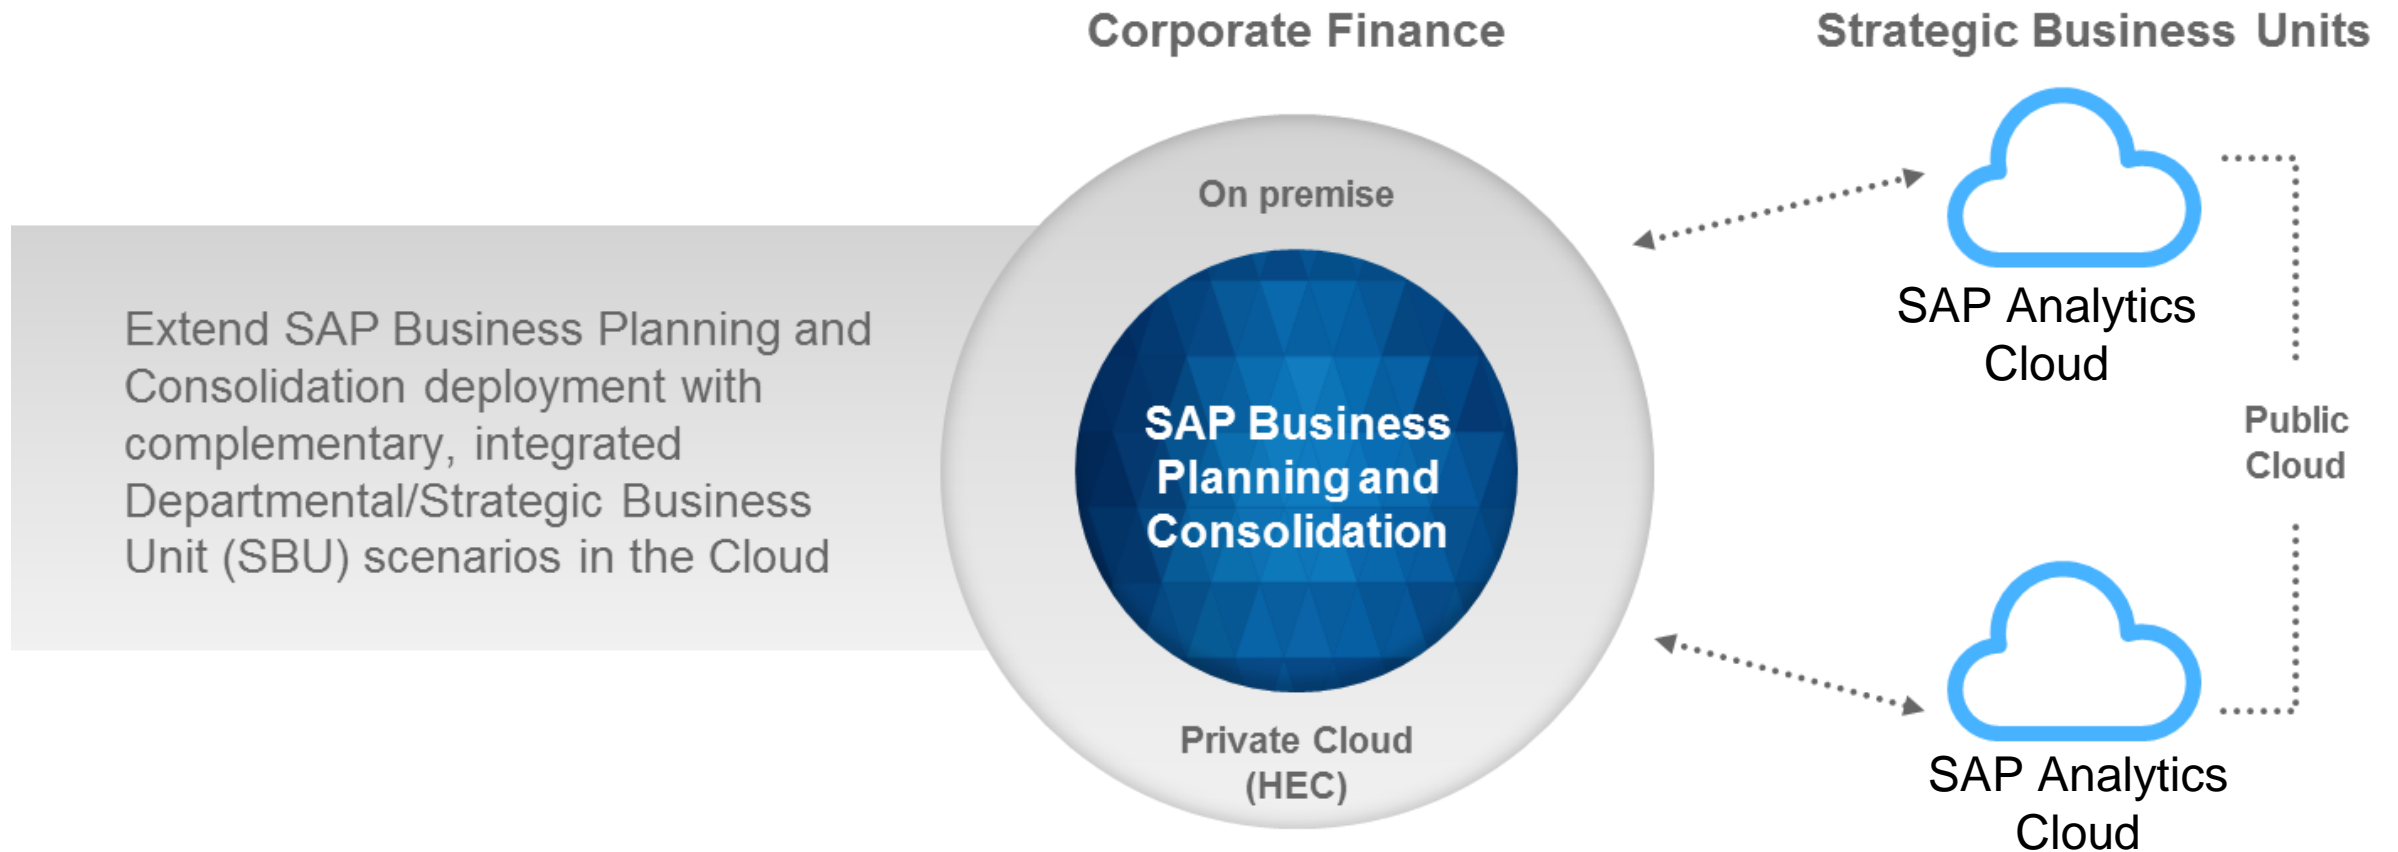 Corporate Finance
Strategic Business Units
Extend SAP Business Planning and
Consolidation deployment with
complementary, integrated
Departmental/Strategic Business
Unit (SBU) scenarios in the Cloud
On premise
SAP Business
Planning and
Consolidation
Private Cloud
(HEC)
SAP Analytics
Cloud
Public
Cloud
SAP Analytics
Cloud